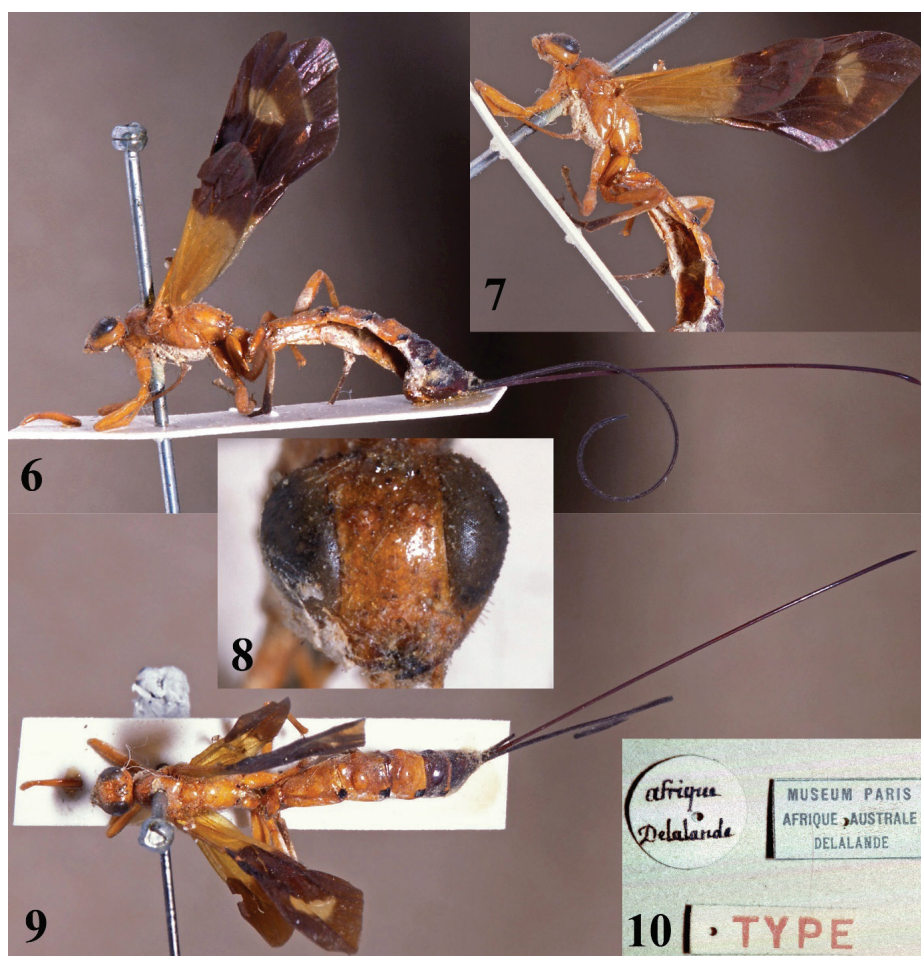 6
7
8
9
10
afrique
Delalande
MUSEUM PARIS
AFRIQUE AUSTRALE
DELALANDE
TYPE